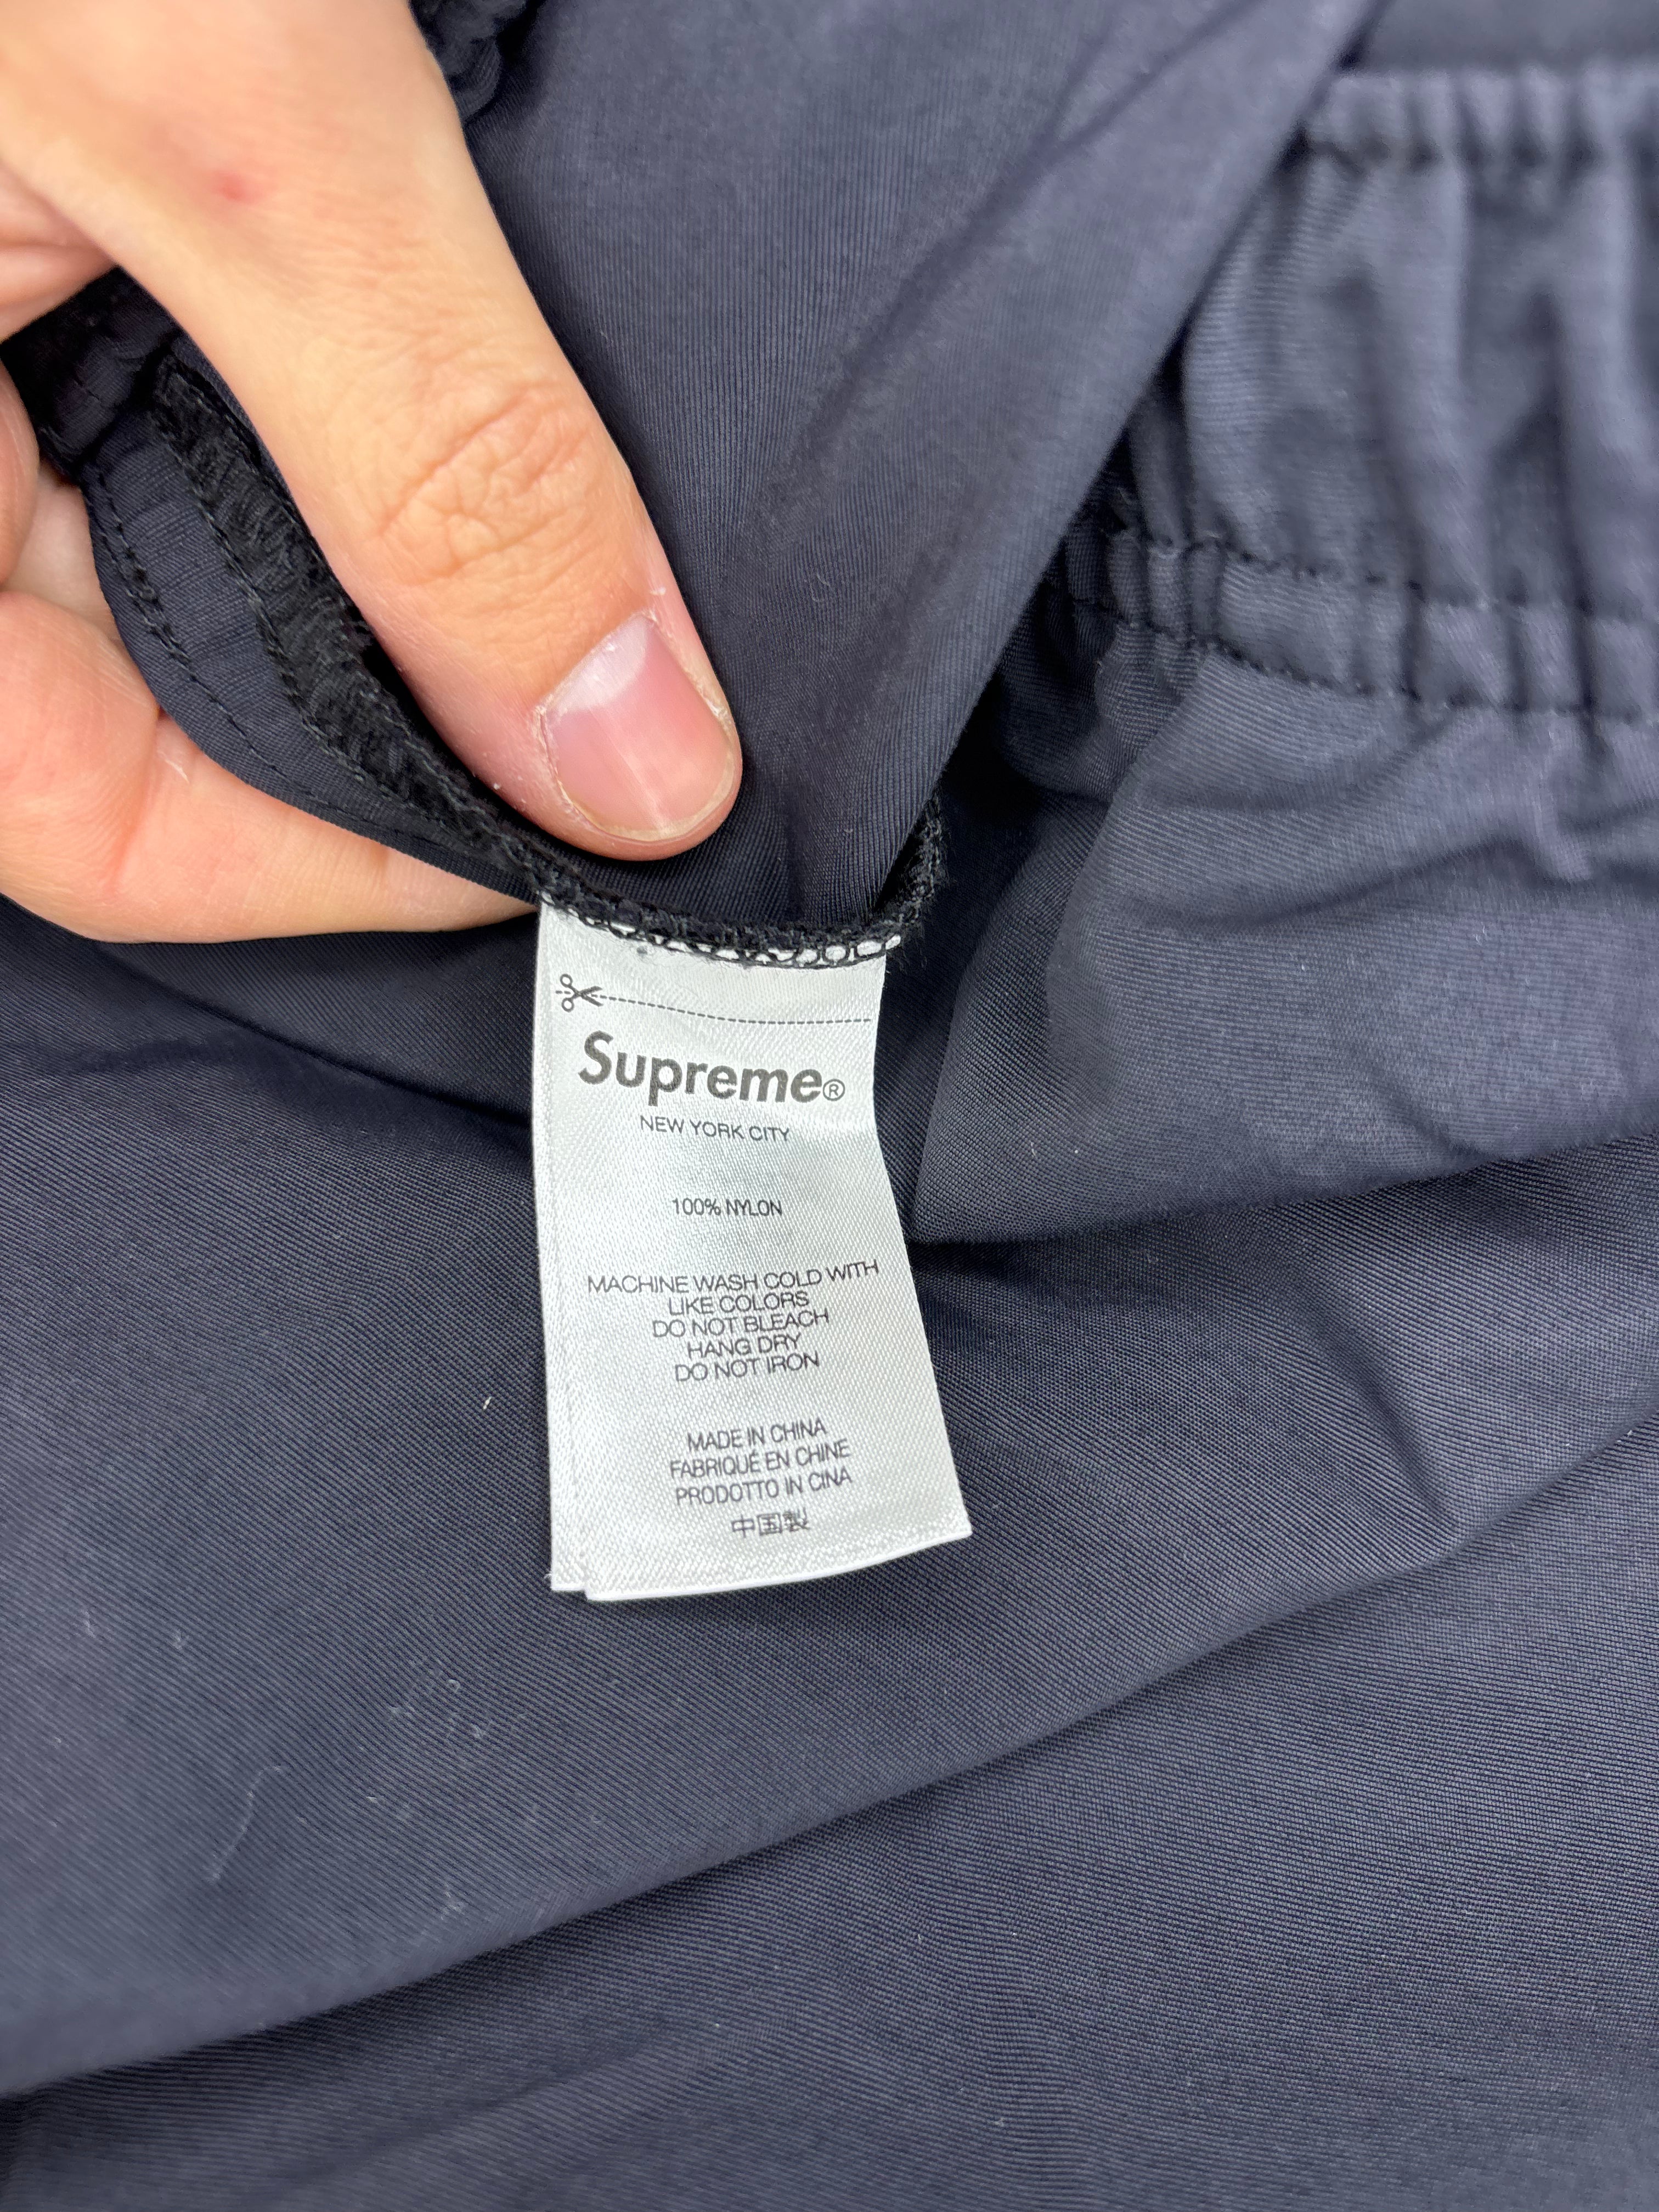 Supreme®
NEW YORK CITY
100% NYLON
MACHINE WASH COLD WITH
LIKE COLORS
DO NOT BLEACH
HANG DRY
DO NOT IRON
MADE IN CHINA
FABRIQUÉ EN CHINE
PRODOTTO IN CINA
中国製